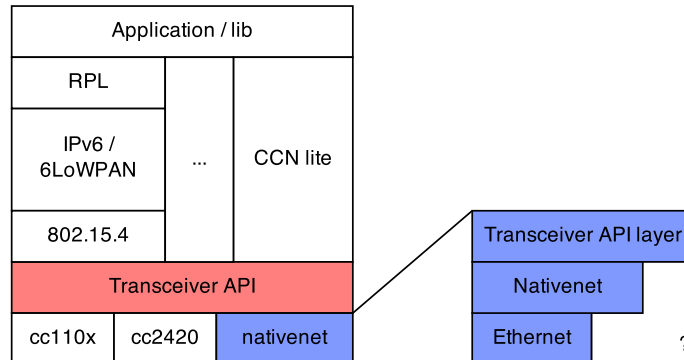 Application / lib
RPL
IPv6 /
6LoWPAN
...
CCN lite
802.15.4
Transceiver API
cc110x
cc2420
nativenet
Transceiver API layer
Nativenet
Ethernet
?